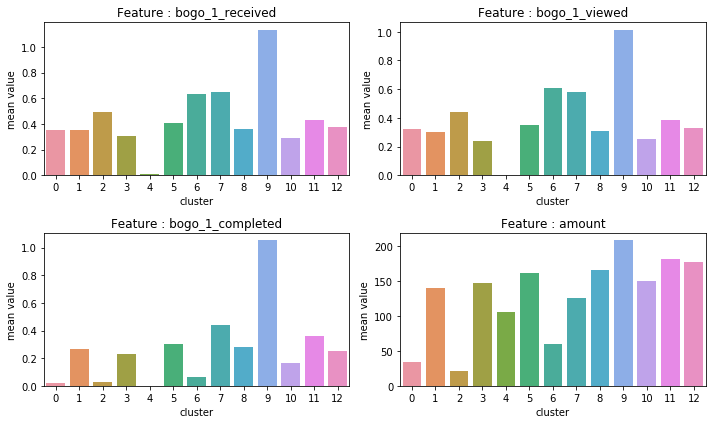 Feature : bogo_1_received
mean value
1.0
0.8
0.6
0.4
0.2
0.0
0 1 2 3 4 5 6 7 8 9 10 11 12
cluster
Feature : bogo_1_viewed
mean value
1.0
0.8
0.6
0.4
0.2
0.0
0 1 2 3 4 5 6 7 8 9 10 11 12
cluster
Feature : bogo_1_completed
mean value
1.0
0.8
0.6
0.4
0.2
0.0
0 1 2 3 4 5 6 7 8 9 10 11 12
cluster
Feature : amount
mean value
200
150
100
50
0
0 1 2 3 4 5 6 7 8 9 10 11 12
cluster